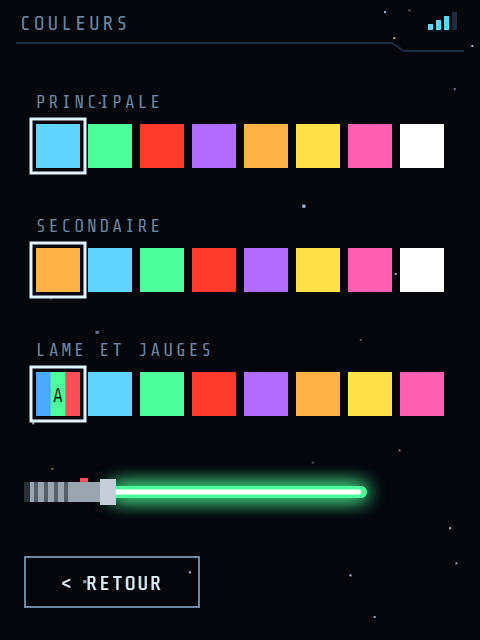 COULEURS
PRINCIPALE
SECONDAIRE
LAME ET JAUGES
A
< RETOUR